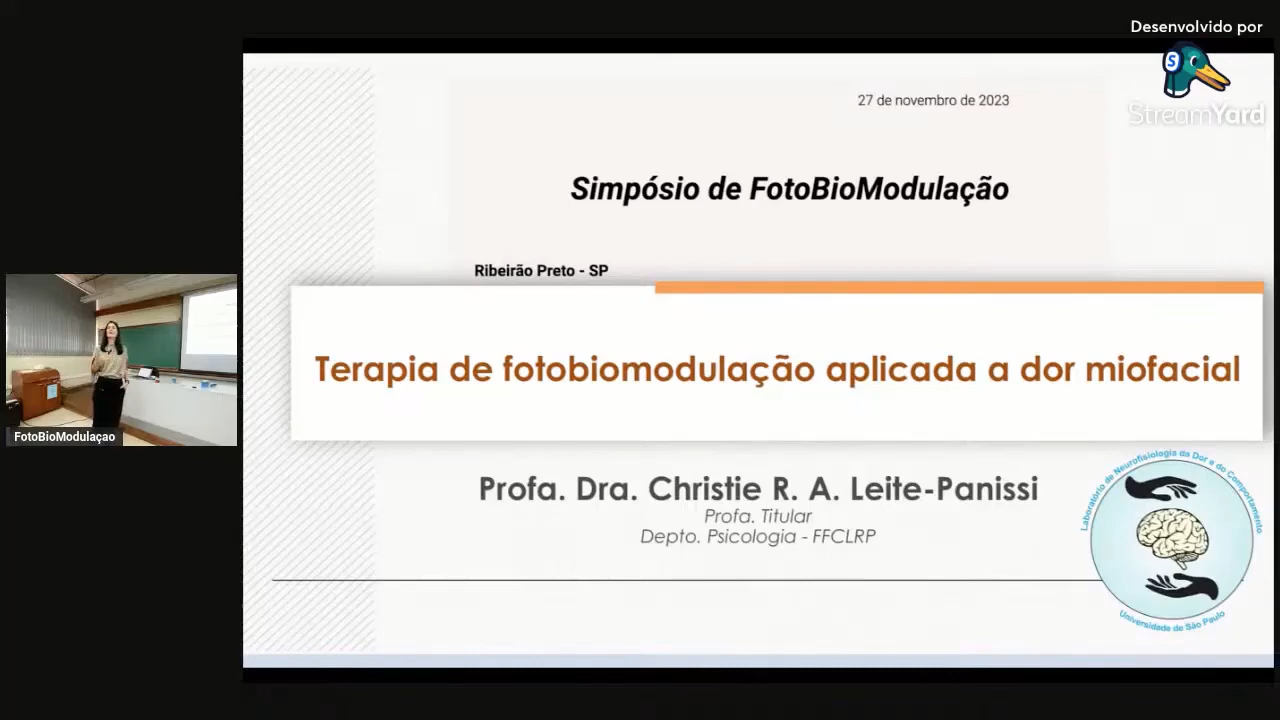 Desenvolvido por
S
StreamYard
27 de novembro de 2023
Simpósio de FotoBioModulação
Ribeirão Preto - SP
Terapia de fotobiomodulação aplicada a dor miofacial
FotoBioModulaçao
Profa. Dra. Christie R. A. Leite-Panissi
Profa. Titular
Depto. Psicologia - FFCLRP
Laboratório de Neurofisiologia da Dor e do Comportamento
Universidade de São Paulo